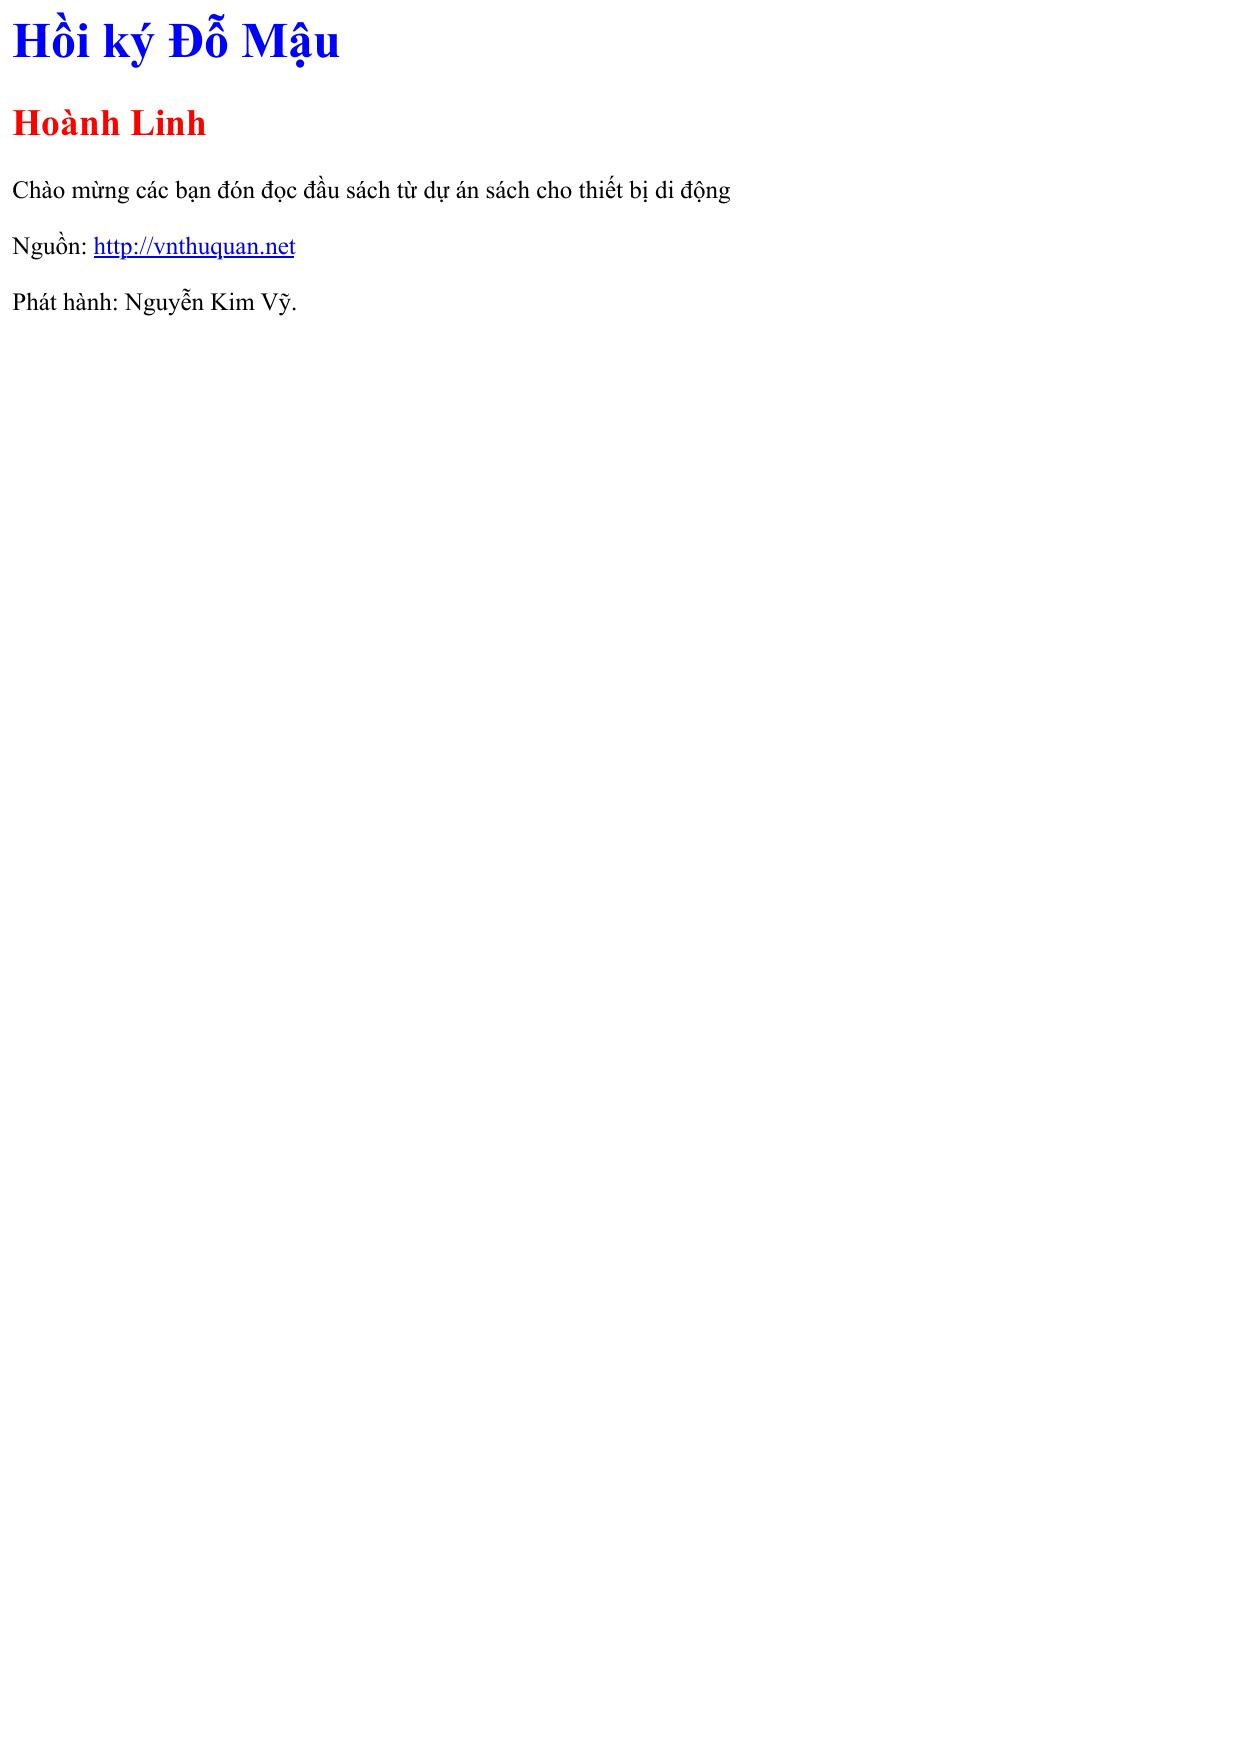 Hồi ký Đỗ Mậu
Hoành Linh
Chào mừng các bạn đón đọc đầu sách từ dự án sách cho thiết bị di động
Nguồn: http://vnthuquan.net
Phát hành: Nguyễn Kim Vỹ.